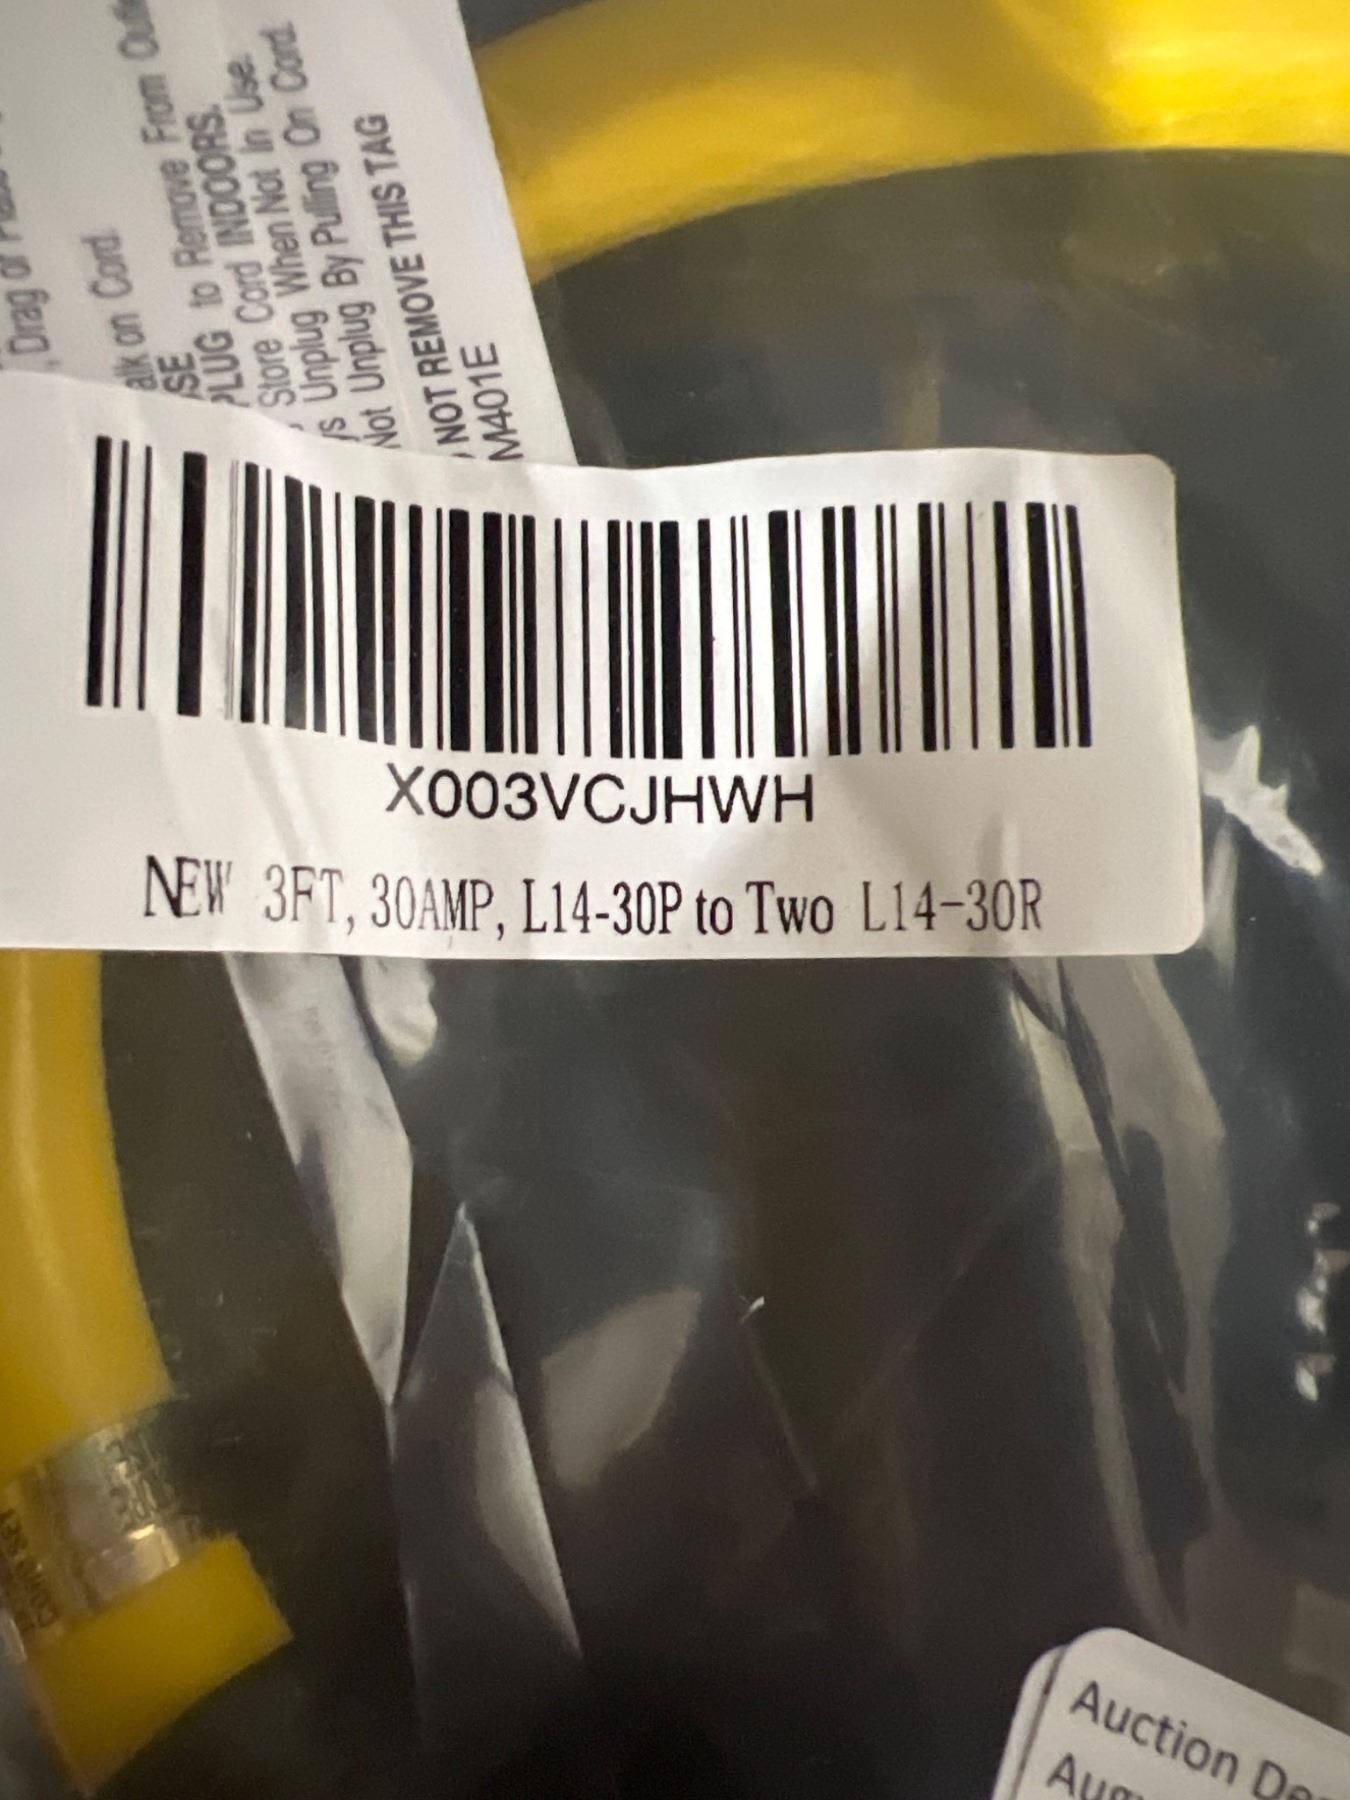 Drag or
alk on Cord.
SE
PLUG to Remove From
Store Cord INDOORS.
s Unplug When Not In Use.
Not Unplug By Pulling On Cord.
NOT REMOVE THIS TAG
M401E
X003VCJHWH
NEW 3FT, 30AMP, L14-30P to Two L14-30R
Auction